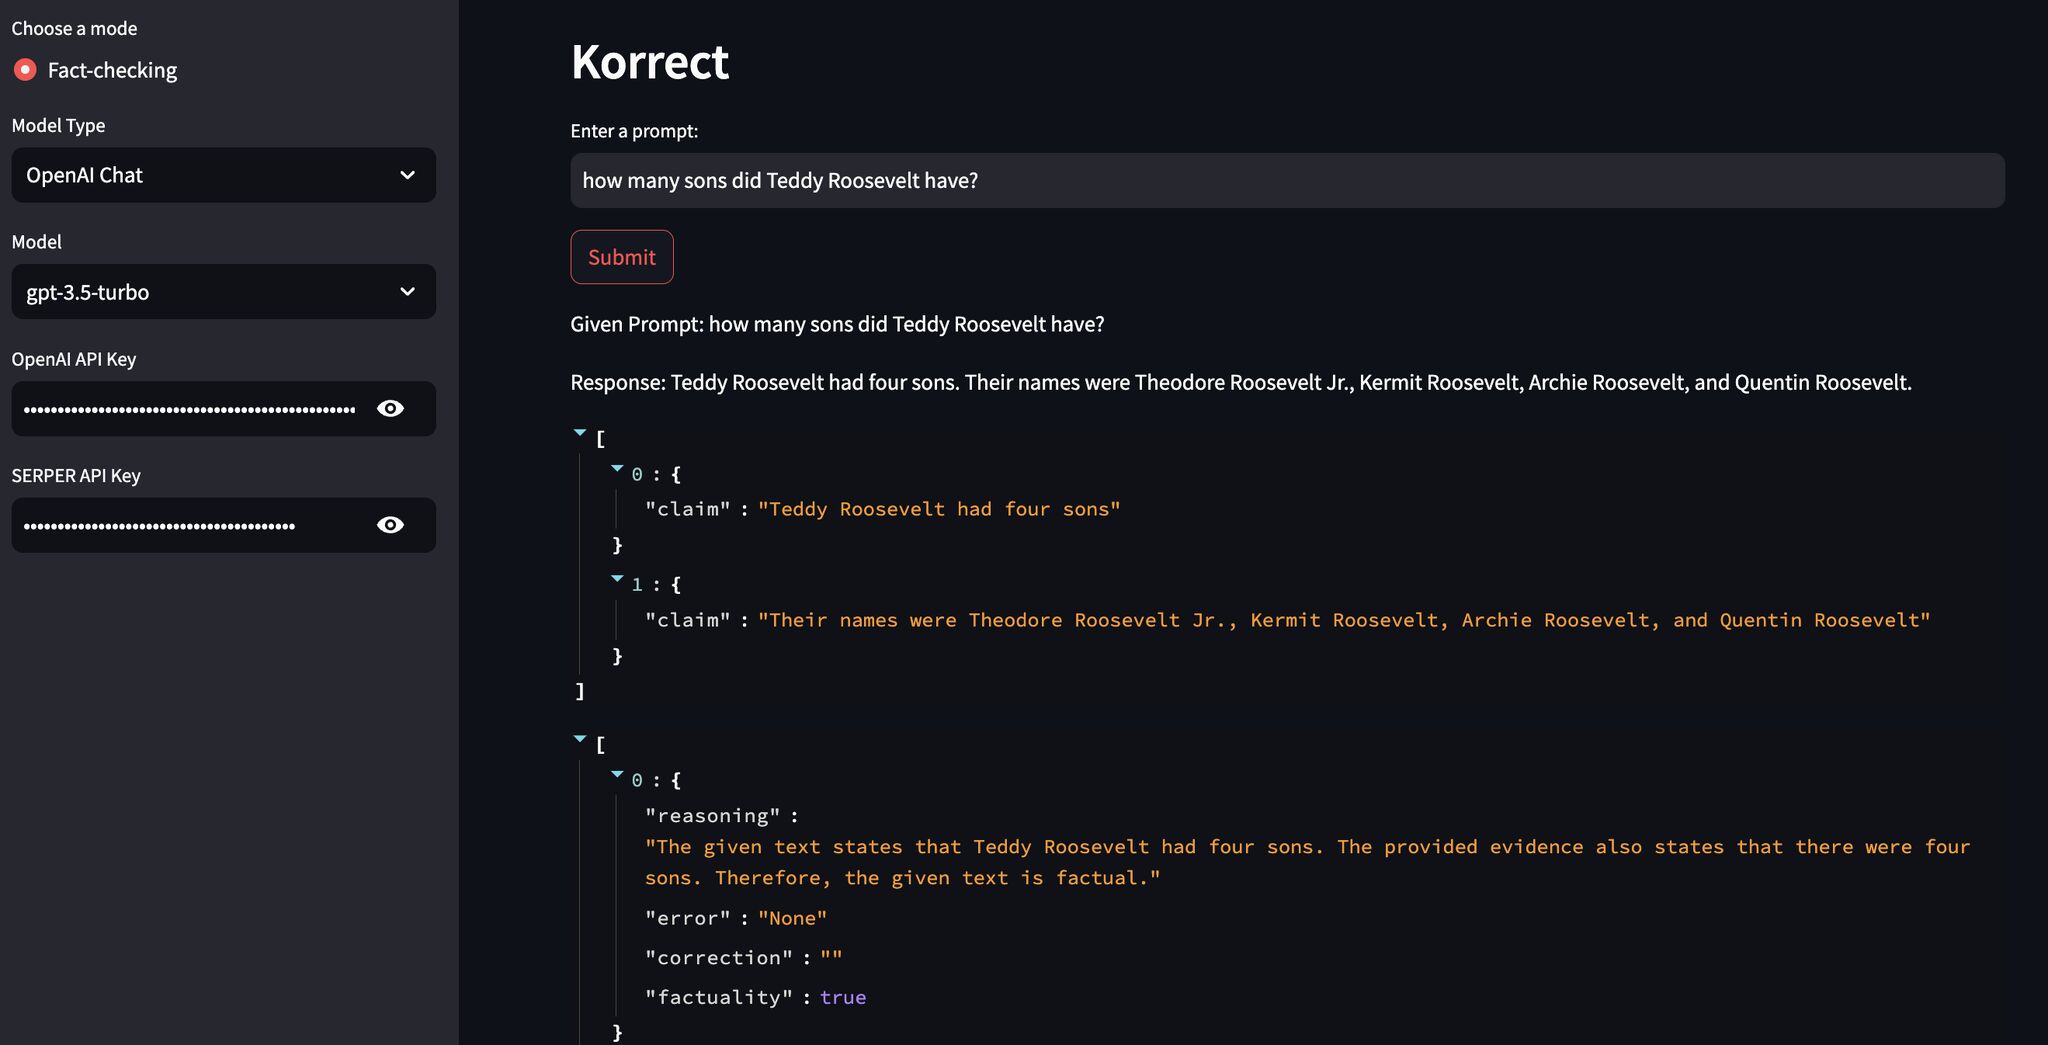 Choose a mode
Fact-checking
Model Type
OpenAI Chat
Model
gpt-3.5-turbo
OpenAI API Key
SERPER API Key
Korrect
Enter a prompt:
how many sons did Teddy Roosevelt have?
Submit
Given Prompt: how many sons did Teddy Roosevelt have?
Response: Teddy Roosevelt had four sons. Their names were Theodore Roosevelt Jr., Kermit Roosevelt, Archie Roosevelt, and Quentin Roosevelt.
[
0 : {
"claim" : "Teddy Roosevelt had four sons"
}
1 : {
"claim" : "Their names were Theodore Roosevelt Jr., Kermit Roosevelt, Archie Roosevelt, and Quentin Roosevelt"
}
]
[
0 : {
"reasoning" :
"The given text states that Teddy Roosevelt had four sons. The provided evidence also states that there were four
sons. Therefore, the given text is factual."
"error" : "None"
"correction" : ""
"factuality" : true
}